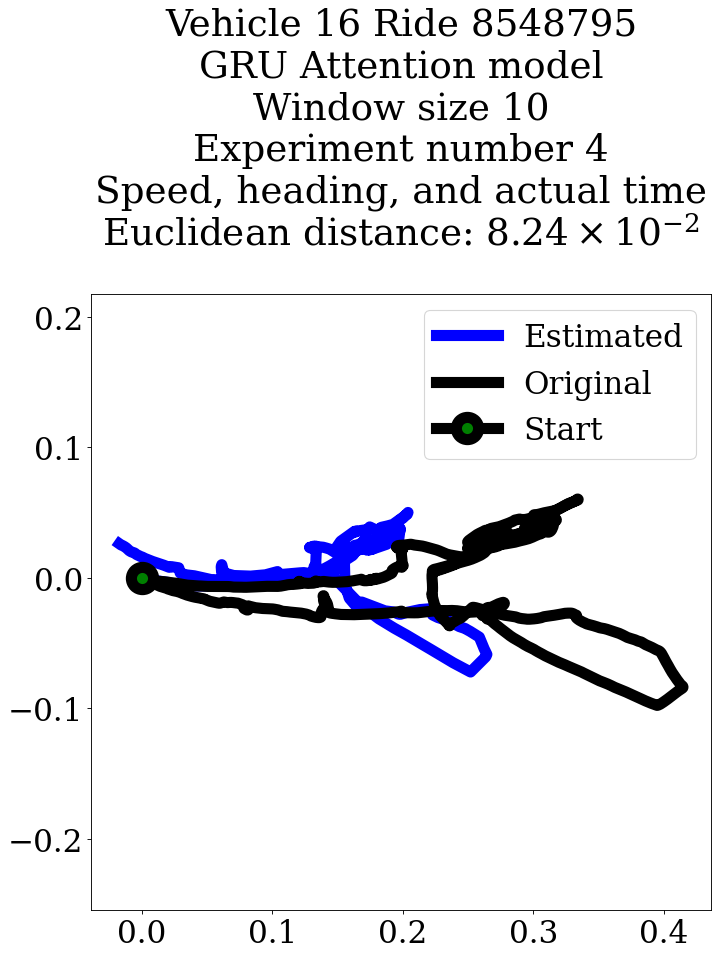 Vehicle 16 Ride 8548795
GRU Attention model
Window size 10
Experiment number 4
Speed, heading, and actual time
Euclidean distance: 8.24 × 10⁻²
Estimated
Original
Start
0.2
0.1
0.0
−0.1
−0.2
0.0 0.1 0.2 0.3 0.4